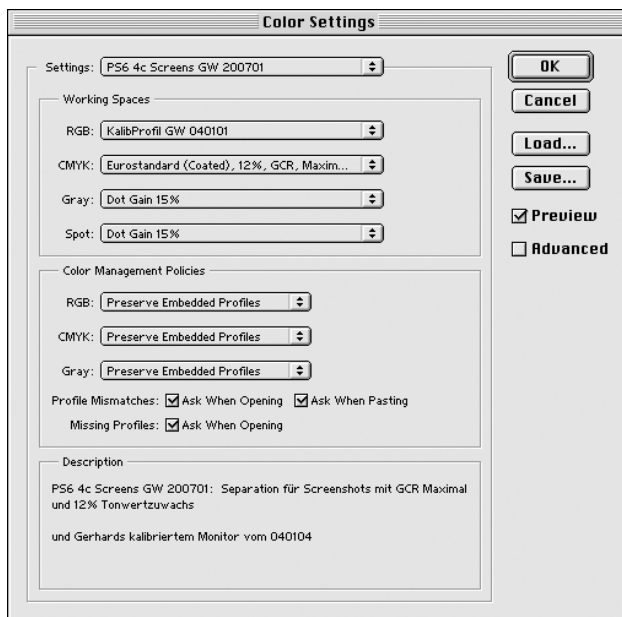 Color Settings
Settings: PS6 4c Screens GW 200701
Working Spaces
RGB: KalibProfil GW 040101
CMYK: Eurostandard (Coated), 12%, GCR, Maxim...
Gray: Dot Gain 15%
Spot: Dot Gain 15%
Color Management Policies
RGB: Preserve Embedded Profiles
CMYK: Preserve Embedded Profiles
Gray: Preserve Embedded Profiles
Profile Mismatches: Ask When Opening Ask When Pasting
Missing Profiles: Ask When Opening
Description
PS6 4c Screens GW 200701: Separation für Screenshots mit GCR Maximal
und 12% Tonwertzuwachs
und Gerhards kalibriertem Monitor vom 040104
OK
Cancel
Load...
Save...
Preview
Advanced